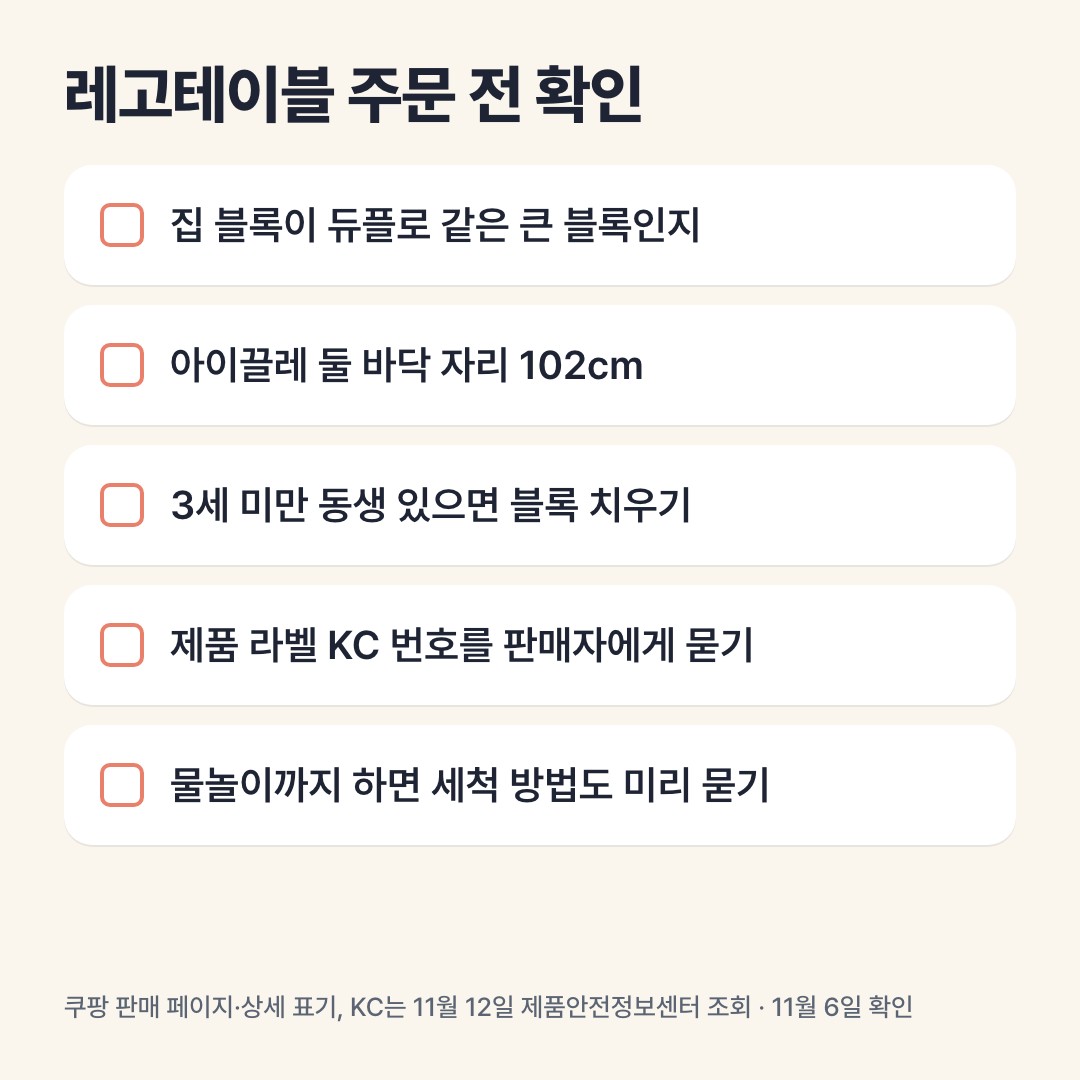 레고테이블 주문 전 확인
집 블록이 듀플로 같은 큰 블록인지
아이끌레 둘 바닥 자리 102cm
3세 미만 동생 있으면 블록 치우기
제품 라벨 KC 번호를 판매자에게 묻기
물놀이까지 하면 세척 방법도 미리 묻기
쿠팡 판매 페이지·상세 표기, KC는 11월 12일 제품안전정보센터 조회 · 11월 6일 확인